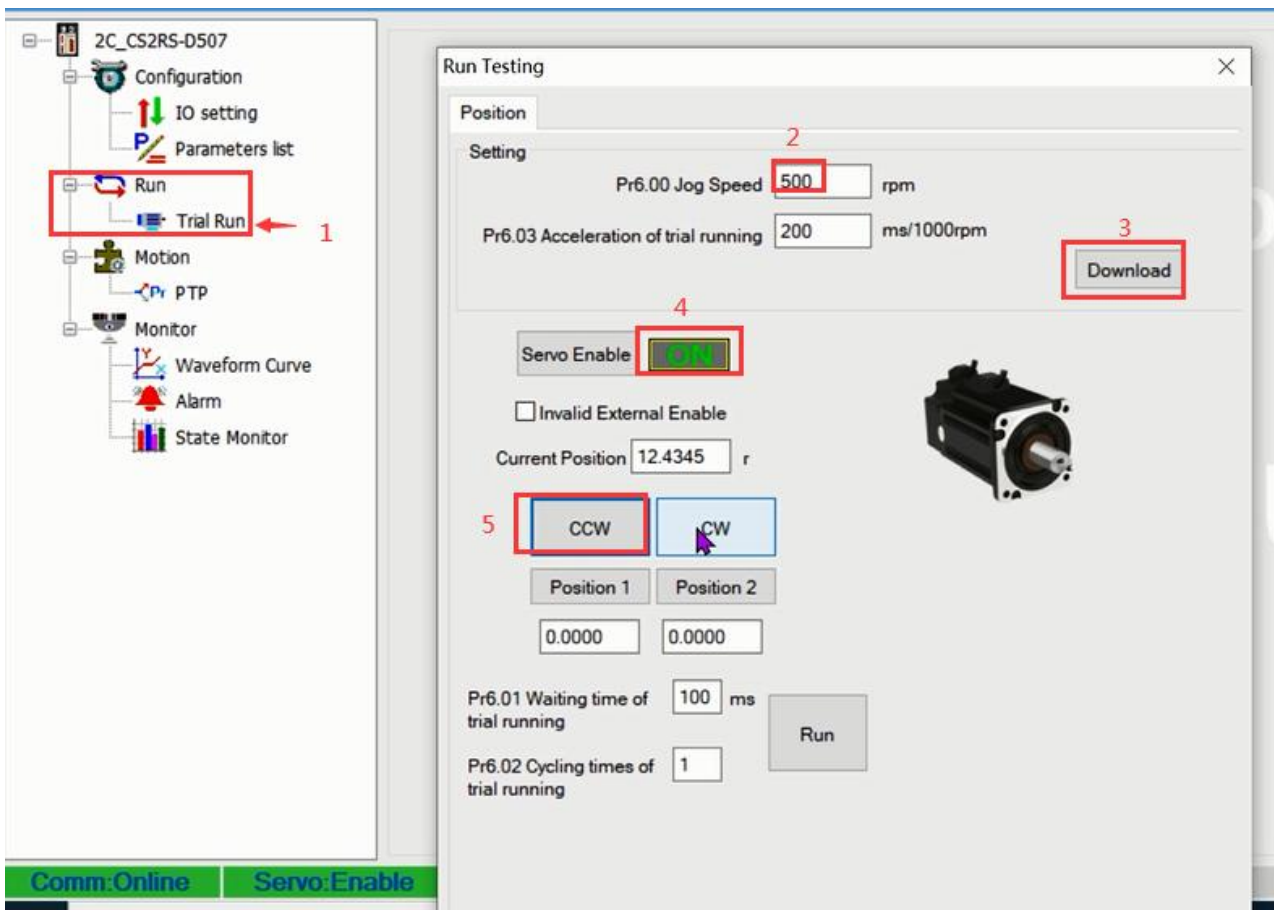 2C_CS2RS-D507
Configuration
IO setting
Parameters list
Run
Trial Run
1
Motion
PTP
Monitor
Waveform Curve
Alarm
State Monitor
Run Testing
Position
Setting
2
Pr6.00 Jog Speed 500 rpm
Pr6.03 Acceleration of trial running 200 ms/1000rpm
3
Download
4
Servo Enable ON
Invalid External Enable
Current Position 12.4345 r
5 CCW CW
Position 1 Position 2
0.0000 0.0000
Pr6.01 Waiting time of 100 ms
trial running
Run
Pr6.02 Cycling times of 1
trial running
Comm:Online Servo:Enable